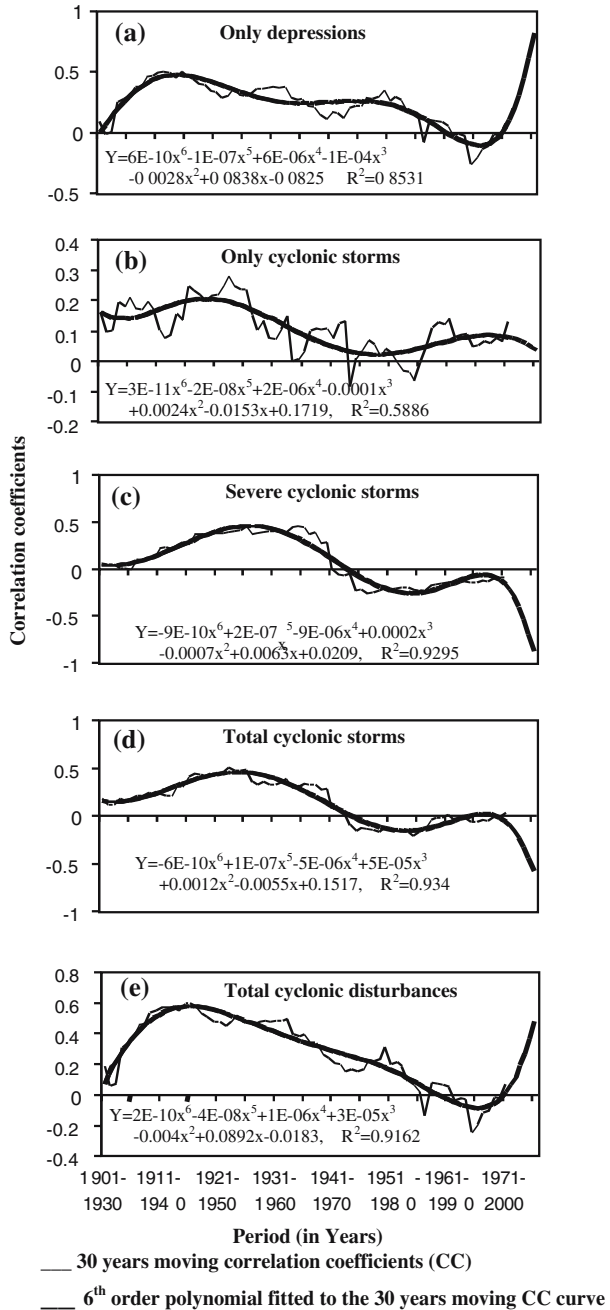 1
(a) Only depressions
0.5
0
Y=6E-10x⁶-1E-07x⁵+6E-06x⁴-1E-04x³
-0 0028x²+0 0838x-0 0825 R²=0 8531
-0.5
0.4
(b) Only cyclonic storms
0.3
0.2
0.1
0
Y=3E-11x⁶-2E-08x⁵+2E-06x⁴-0.0001x³
-0.1
+0.0024x²-0.0153x+0.1719, R²=0.5886
-0.2
Correlation coefficients
1
(c) Severe cyclonic storms
0.5
0
Y=-9E-10x⁶+2E-07x⁵-9E-06x⁴+0.0002x³
-0.5
-0.0007x²+0.0063x+0.0209, R²=0.9295
-1
1
(d) Total cyclonic storms
0.5
0
Y=-6E-10x⁶+1E-07x⁵-5E-06x⁴+5E-05x³
-0.5
+0.0012x²-0.0055x+0.1517, R²=0.934
-1
0.8
(e) Total cyclonic disturbances
0.6
0.4
0.2
0
Y=2E-10x⁶-4E-08x⁵+1E-06x⁴+3E-05x³
-0.2
-0.004x²+0.0892x-0.0183, R²=0.9162
-0.4
1901- 1911- 1921- 1931- 1941- 1951 - 1961- 1971-
1930 194 0 1950 1960 1970 198 0 199 0 2000
Period (in Years)
___ 30 years moving correlation coefficients (CC)
___ 6th order polynomial fitted to the 30 years moving CC curve